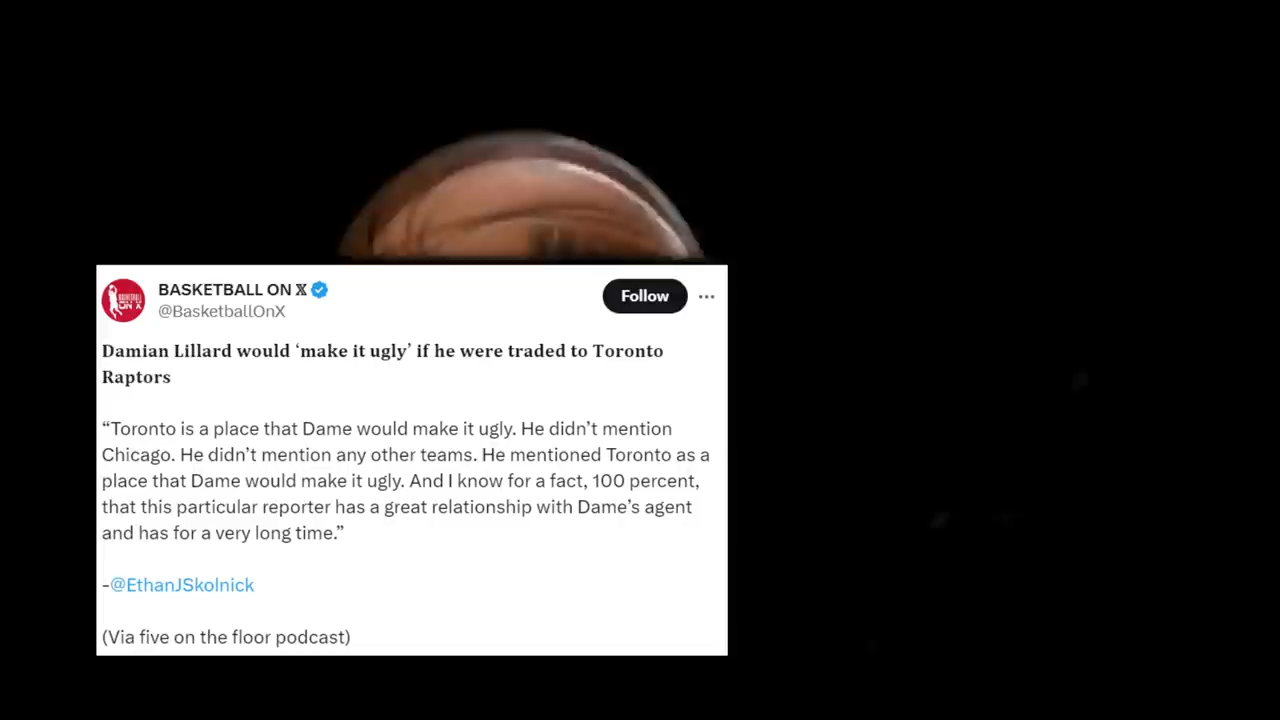 BASKETBALL ON 𝕏
@BasketballOnX
Follow
Damian Lillard would ‘make it ugly’ if he were traded to Toronto
Raptors
“Toronto is a place that Dame would make it ugly. He didn’t mention
Chicago. He didn’t mention any other teams. He mentioned Toronto as a
place that Dame would make it ugly. And I know for a fact, 100 percent,
that this particular reporter has a great relationship with Dame’s agent
and has for a very long time.”
-@EthanJSkolnick
(Via five on the floor podcast)